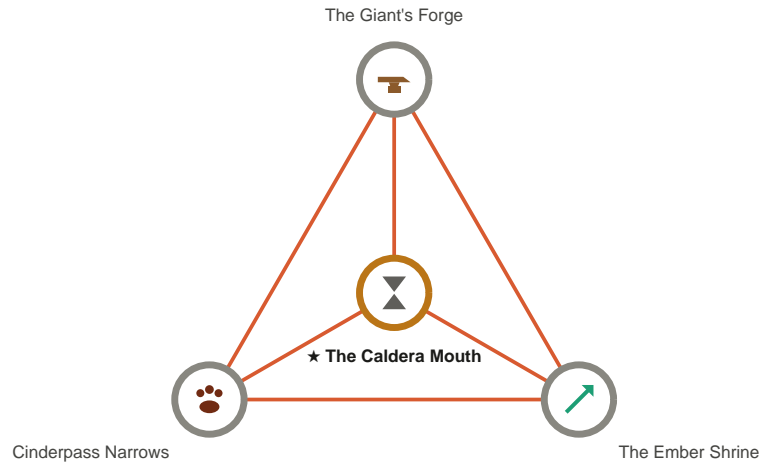 The Giant's Forge
★ The Caldera Mouth
Cinderpass Narrows
The Ember Shrine